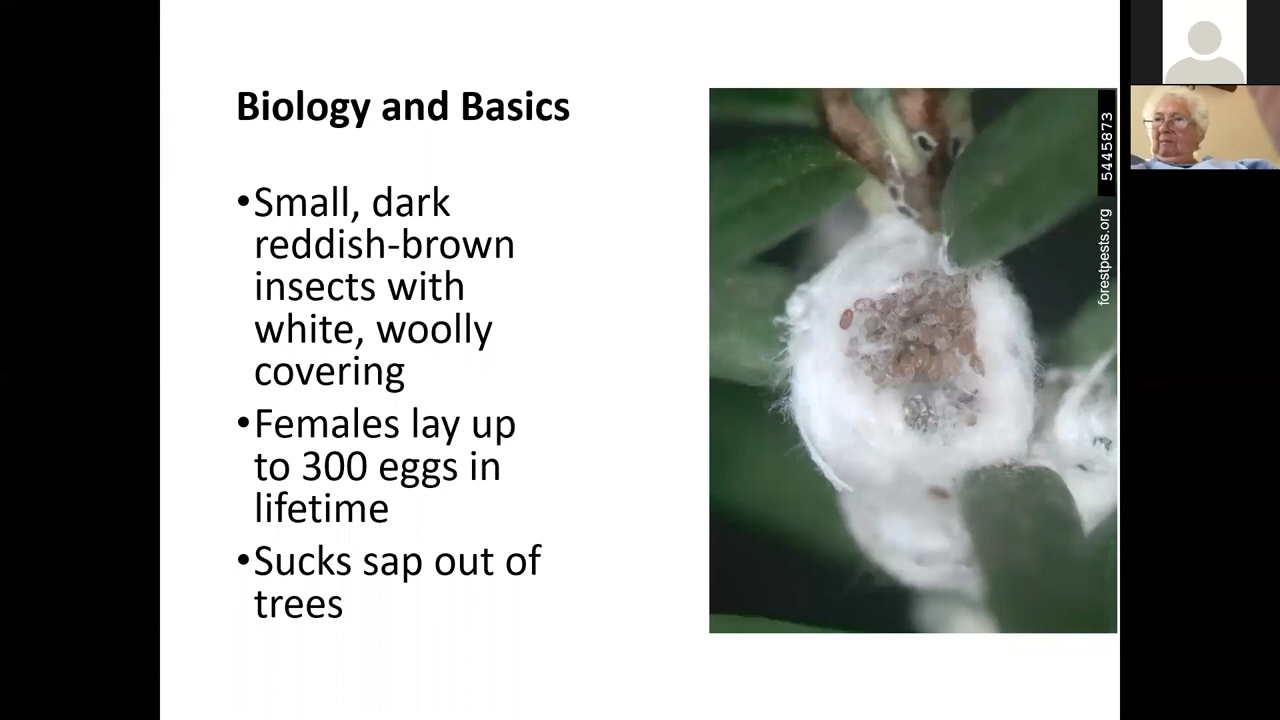 Biology and Basics
•Small, dark
reddish-brown
insects with
white, woolly
covering
•Females lay up
to 300 eggs in
lifetime
•Sucks sap out of
trees
5445873
forestpests.org